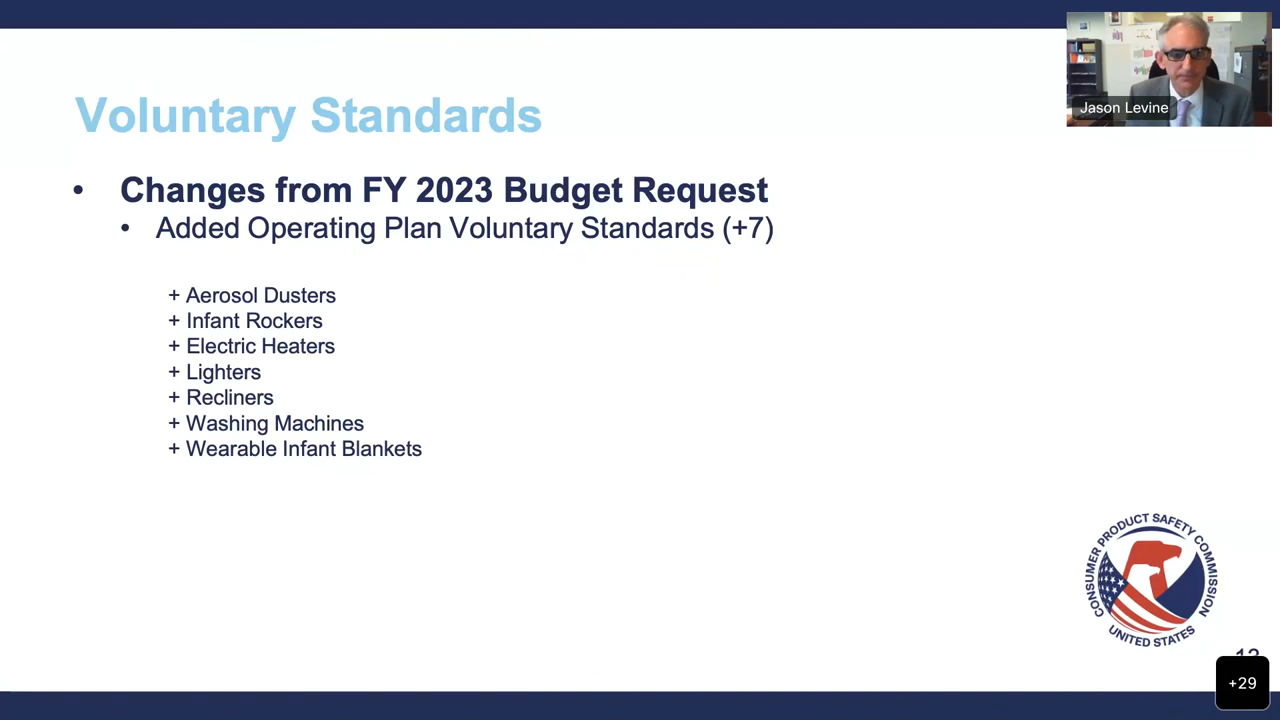 Voluntary Standards
Jason Levine
• Changes from FY 2023 Budget Request
• Added Operating Plan Voluntary Standards (+7)
+ Aerosol Dusters
+ Infant Rockers
+ Electric Heaters
+ Lighters
+ Recliners
+ Washing Machines
+ Wearable Infant Blankets
CONSUMER PRODUCT SAFETY COMMISSION
UNITED STATES
+29